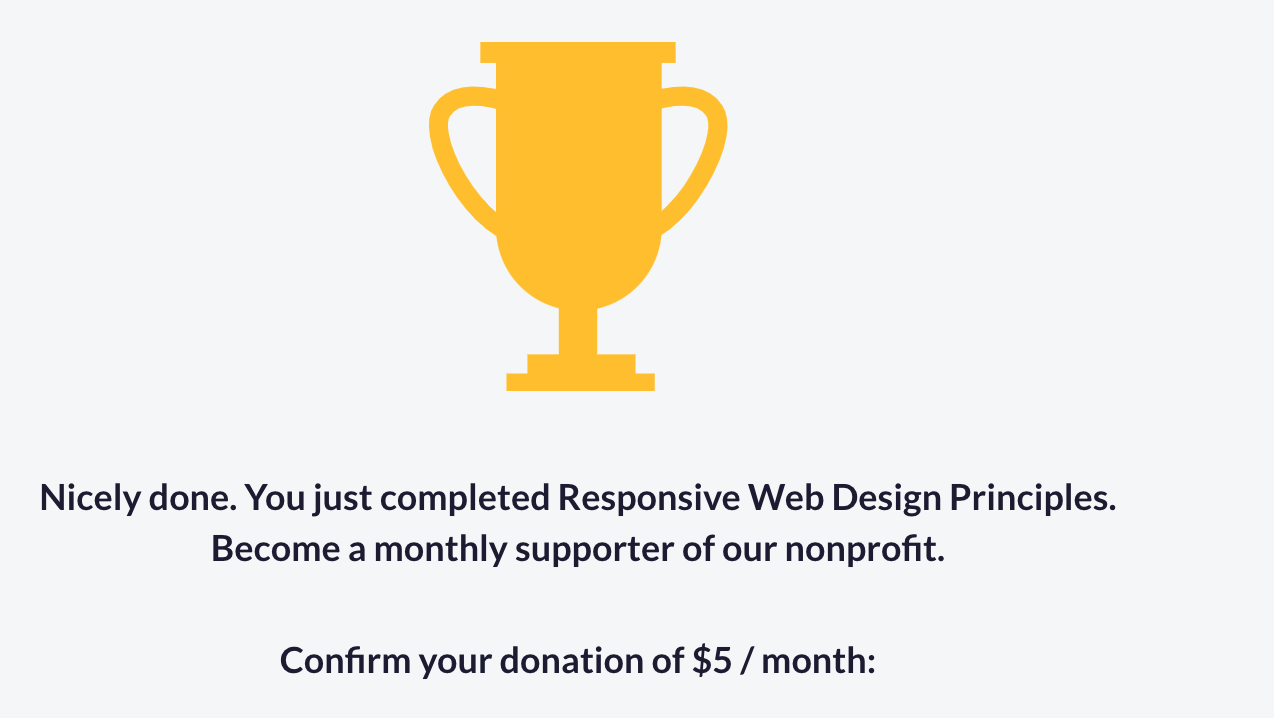 Nicely done. You just completed Responsive Web Design Principles.
Become a monthly supporter of our nonprofit.
Confirm your donation of $5 / month: